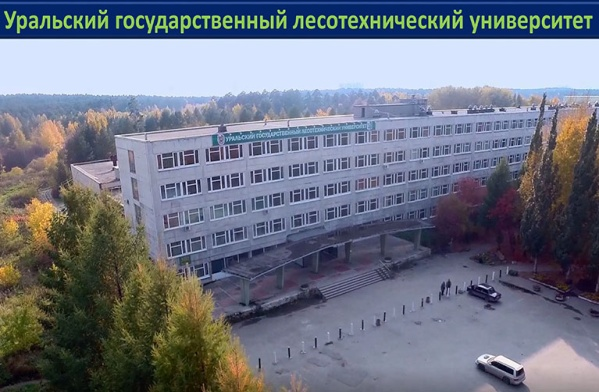 Уральский государственный лесотехнический университет
УРАЛЬСКИЙ ГОСУДАРСТВЕННЫЙ ЛЕСОТЕХНИЧЕСКИЙ УНИВЕРСИТЕТ